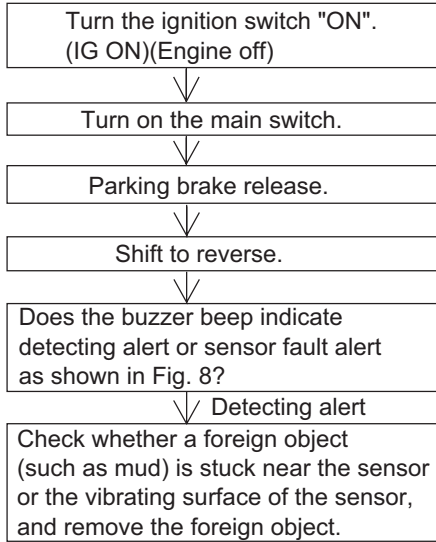 Turn the ignition switch "ON".
(IG ON)(Engine off)
Turn on the main switch.
Parking brake release.
Shift to reverse.
Does the buzzer beep indicate
detecting alert or sensor fault alert
as shown in Fig. 8?
Detecting alert
Check whether a foreign object
(such as mud) is stuck near the sensor
or the vibrating surface of the sensor,
and remove the foreign object.